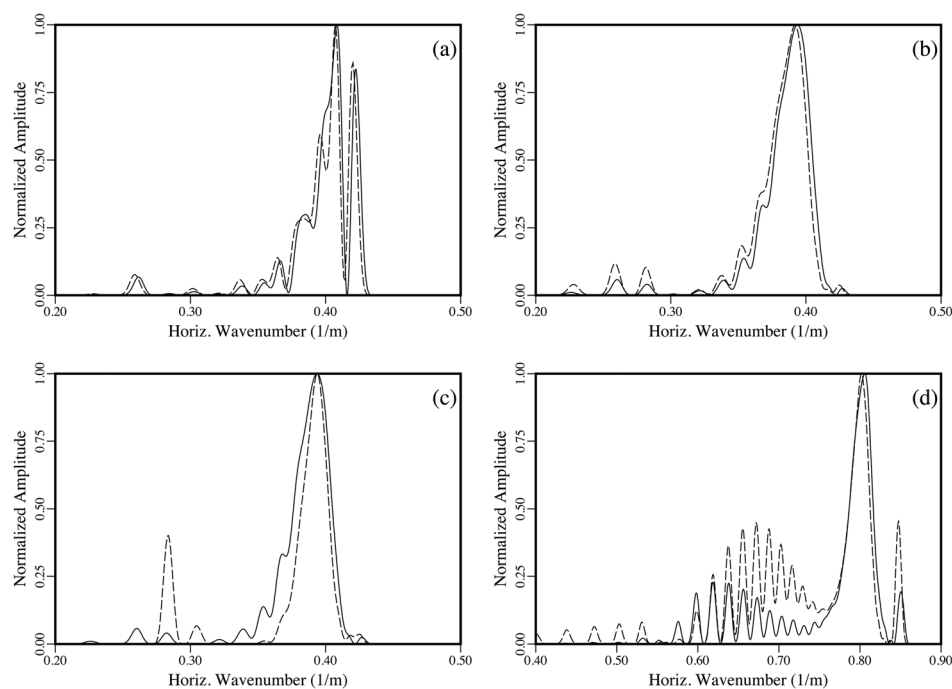 1.00
0.75
0.50
0.25
0.00
Normalized Amplitude
(a)
0.20 0.30 0.40 0.50
Horiz. Wavenumber (1/m)
1.00
0.75
0.50
0.25
0.00
Normalized Amplitude
(b)
0.20 0.30 0.40 0.50
Horiz. Wavenumber (1/m)
1.00
0.75
0.50
0.25
0.00
Normalized Amplitude
(c)
0.20 0.30 0.40 0.50
Horiz. Wavenumber (1/m)
1.00
0.75
0.50
0.25
0.00
Normalized Amplitude
(d)
0.40 0.50 0.60 0.70 0.80 0.90
Horiz. Wavenumber (1/m)